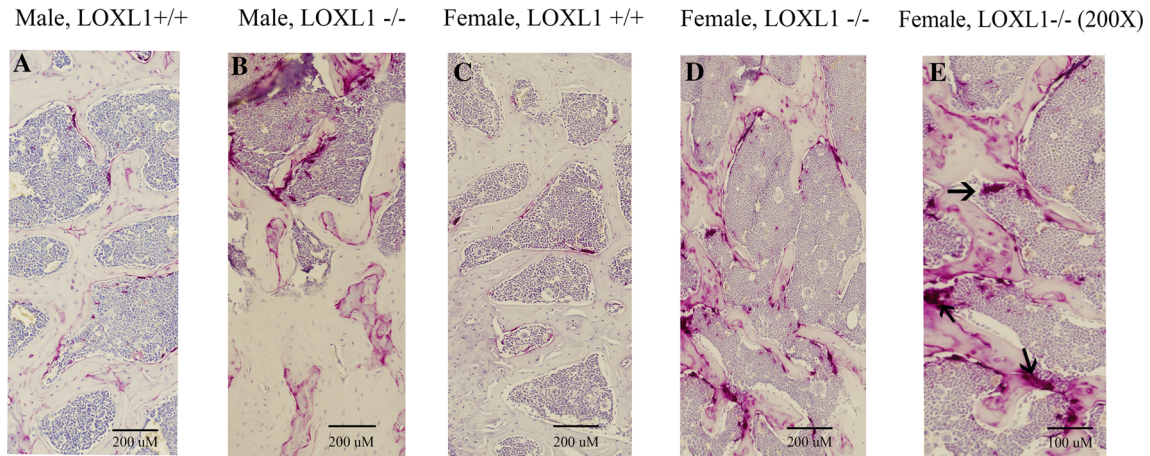 Male, LOXL1+/+ Male, LOXL1 -/- Female, LOXL1 +/+ Female, LOXL1 -/- Female, LOXL1-/- (200X)
A B C D E
200 uM 200 uM 200 uM 200 uM 100 uM